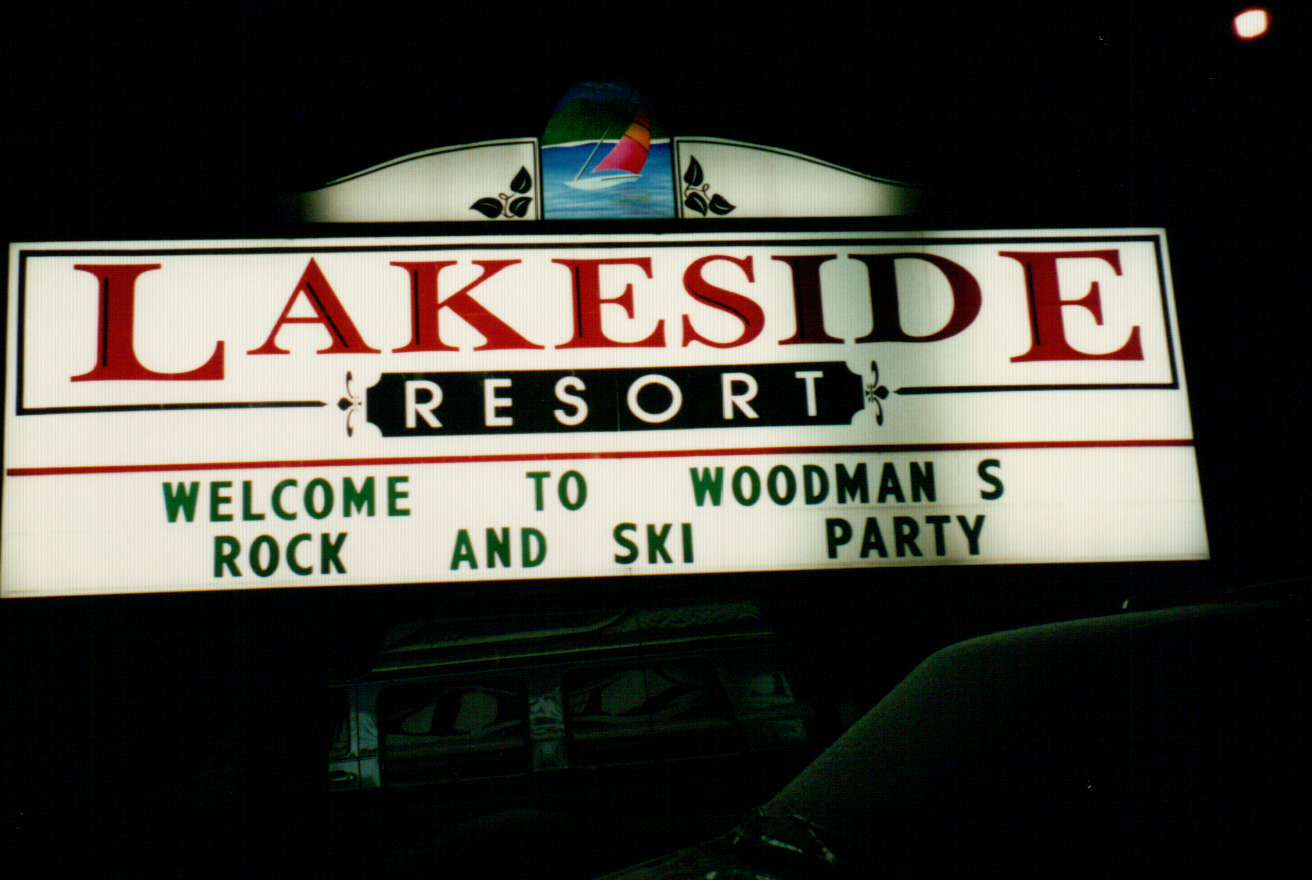 LAKESIDE
RESORT
WELCOME TO WOODMAN S
ROCK AND SKI PARTY